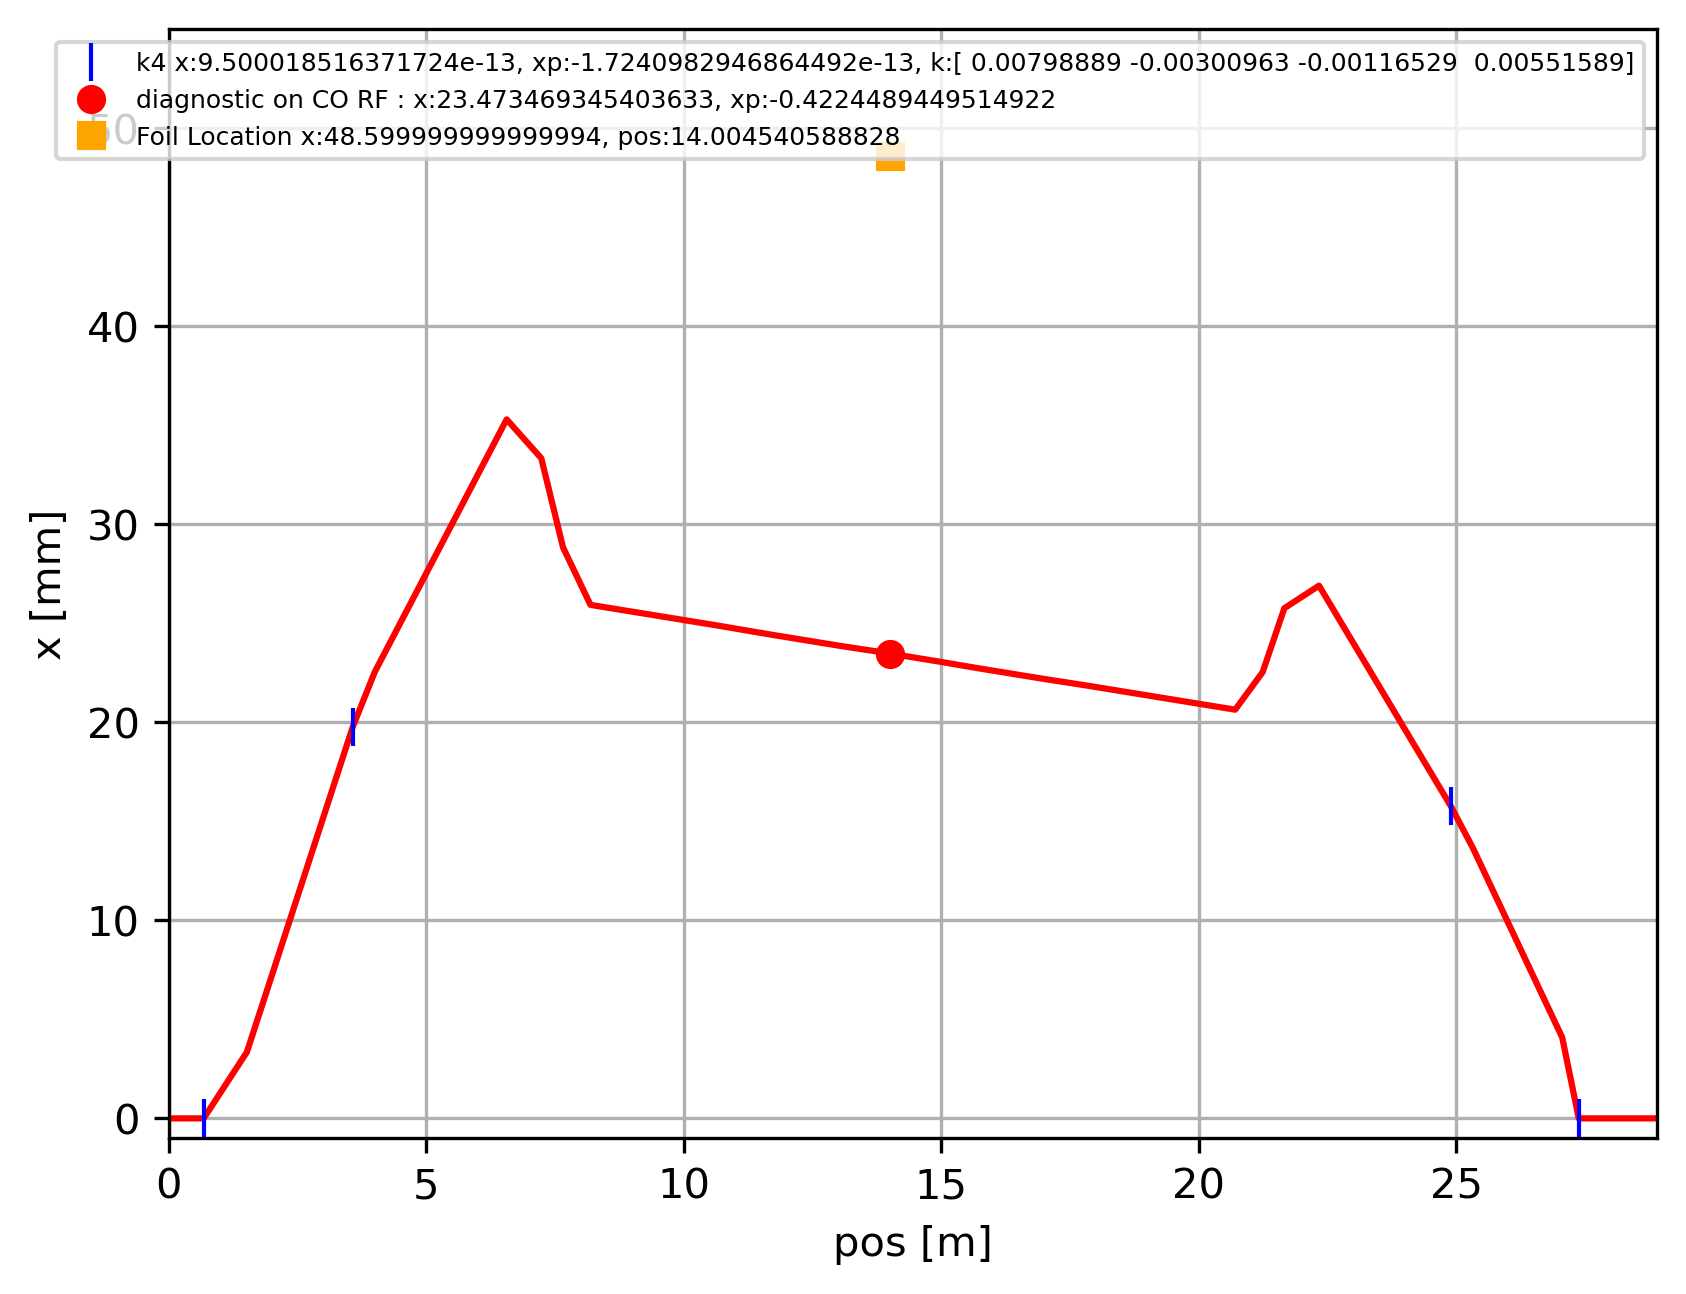 k4 x:9.500018516371724e-13, xp:-1.7240982946864492e-13, k:[ 0.00798889 -0.00300963 -0.00116529  0.00551589]
diagnostic on CO RF : x:23.473469345403633, xp:-0.4224489449514922
Foil Location x:48.599999999999994, pos:14.004540588828
50
40
30
20
10
0
x [mm]
0 5 10 15 20 25
pos [m]